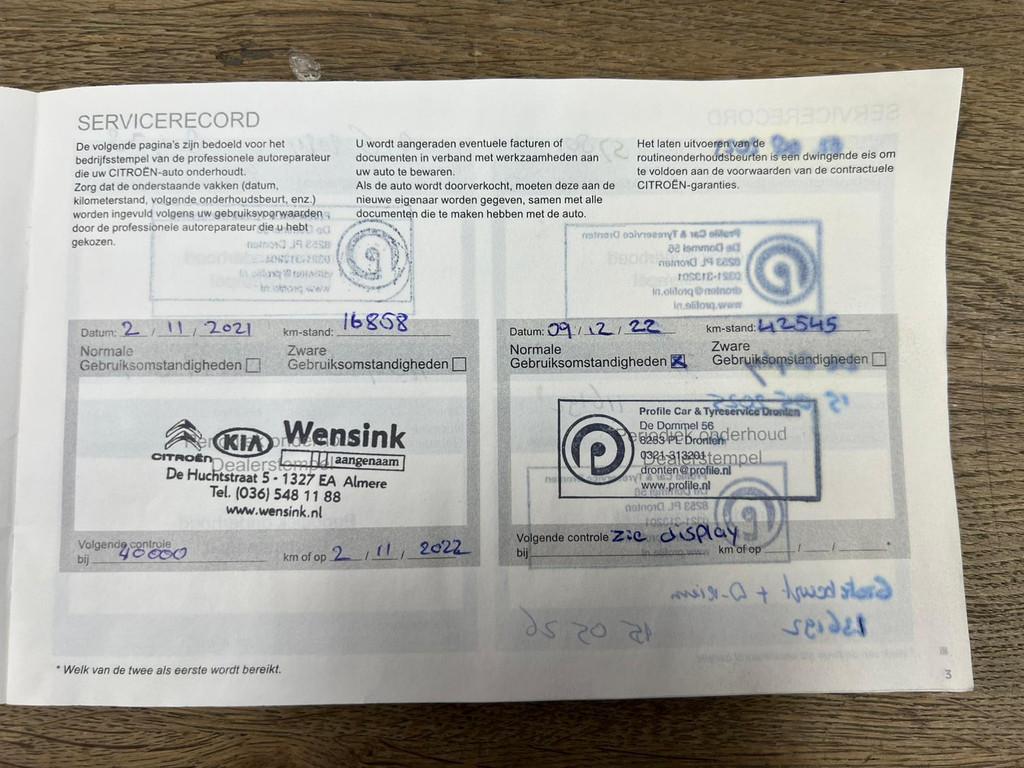 SERVICERECORD
De volgende pagina's zijn bedoeld voor het
bedrijfsstempel van de professionele autoreparateur
die uw CITROËN-auto onderhoudt.
Zorg dat de onderstaande vakken (datum,
kilometerstand, volgende onderhoudsbeurt, enz.)
worden ingevuld volgens uw gebruiksvoorwaarden
door de professionele autoreparateur die u hebt
gekozen.
U wordt aangeraden eventuele facturen of
documenten in verband met werkzaamheden aan
uw auto te bewaren.
Als de auto wordt doorverkocht, moeten deze aan de
nieuwe eigenaar worden gegeven, samen met alle
documenten die te maken hebben met de auto.
Het laten uitvoeren van de
routineonderhoudsbeurten is een dwingende eis om
te voldoen aan de voorwaarden van de contractuele
CITROËN-garanties.
Datum: 2 / 11 / 2021 km-stand: 16858
Normale Zware
Gebruiksomstandigheden Gebruiksomstandigheden
Periodiek onderhoud
Dealerstempel
CITROËN KIA Wensink
aangenaam
De Huchtstraat 5 - 1327 EA Almere
Tel. (036) 548 11 88
www.wensink.nl
Volgende controle
bij 40000 km of op 2 / 11 / 2022
Datum: 09 / 12 / 22 km-stand: 42545
Normale Zware
Gebruiksomstandigheden Gebruiksomstandigheden
Profile Car & Tyreservice Dronten
De Dommel 56
8253 PL Dronten
0321-313201
dronten@profile.nl
www.profile.nl
Periodiek onderhoud
Dealerstempel
Volgende controle zie display
bij km of op / / *
* Welk van de twee als eerste wordt bereikt.
3